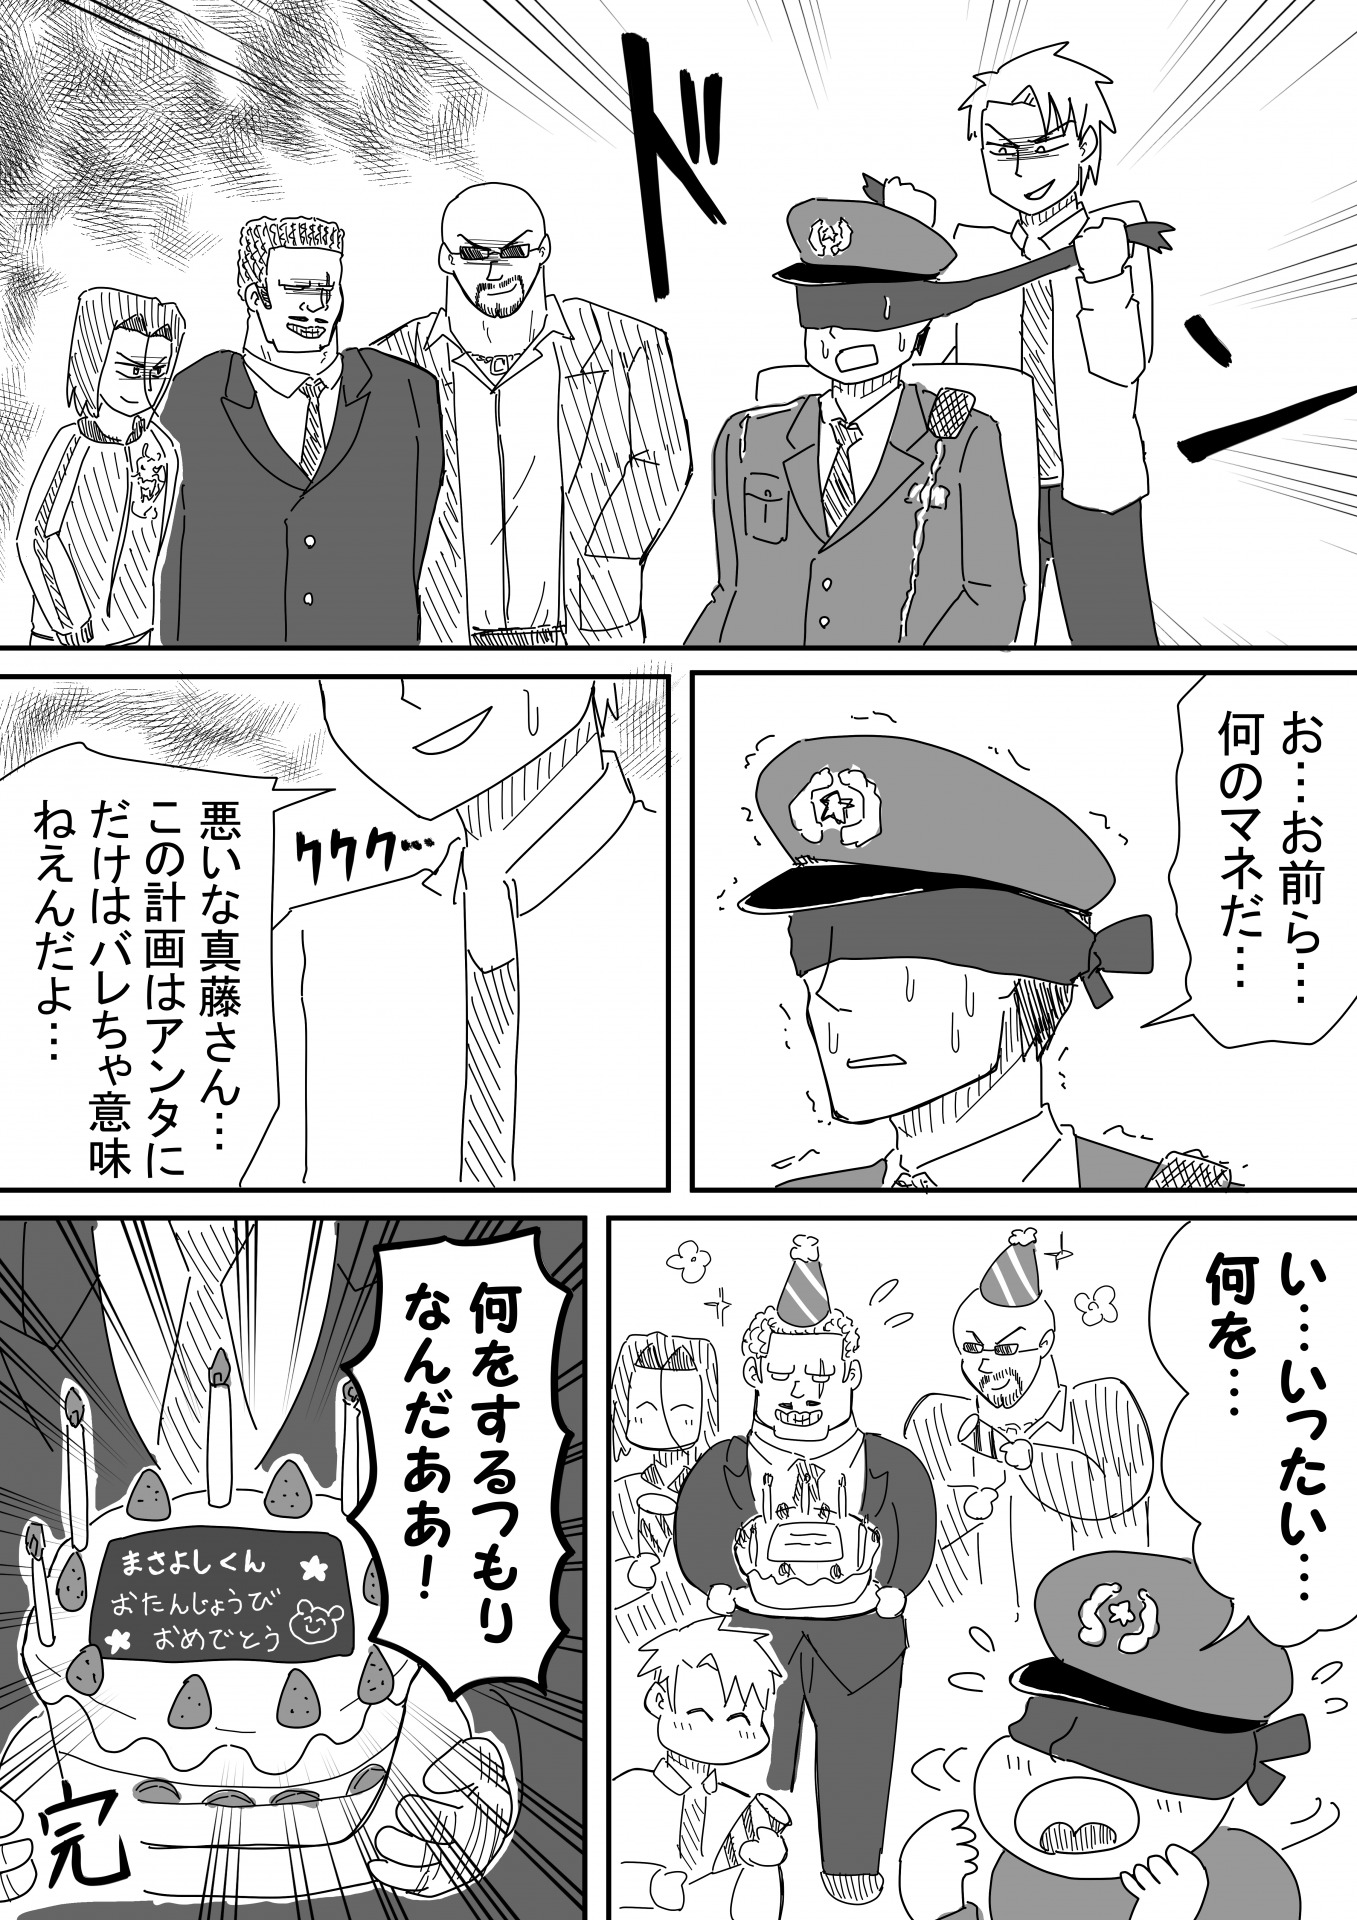 ドドーン
お…お前ら…
何のマネだ…
ククク…
悪いな真藤さん…
この計画はアンタに
だけはバレちゃ意味
ねえんだよ…
い…いったい…
何を…
何をするつもり
なんだああ！
まさよしくん
おたんじょうび
おめでとう
完